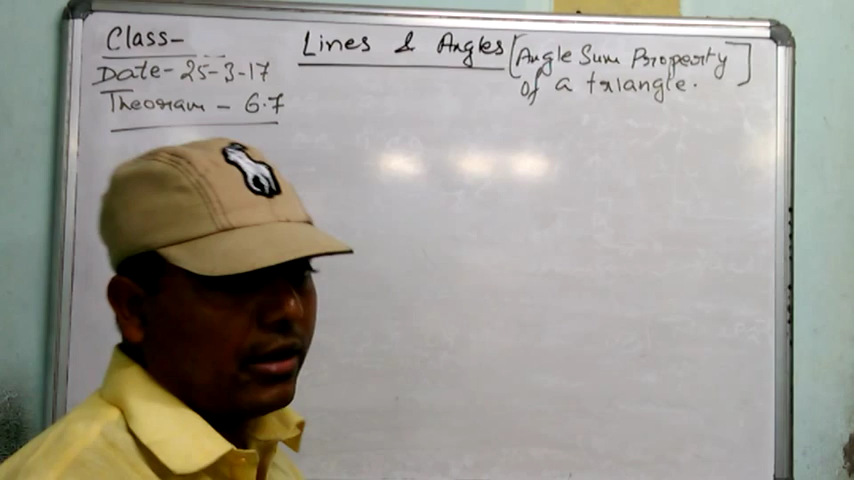 Class-
Lines & Angles [Angle Sum Property
of a triangle.]
Date- 25-3-17
Theoram - 6.7